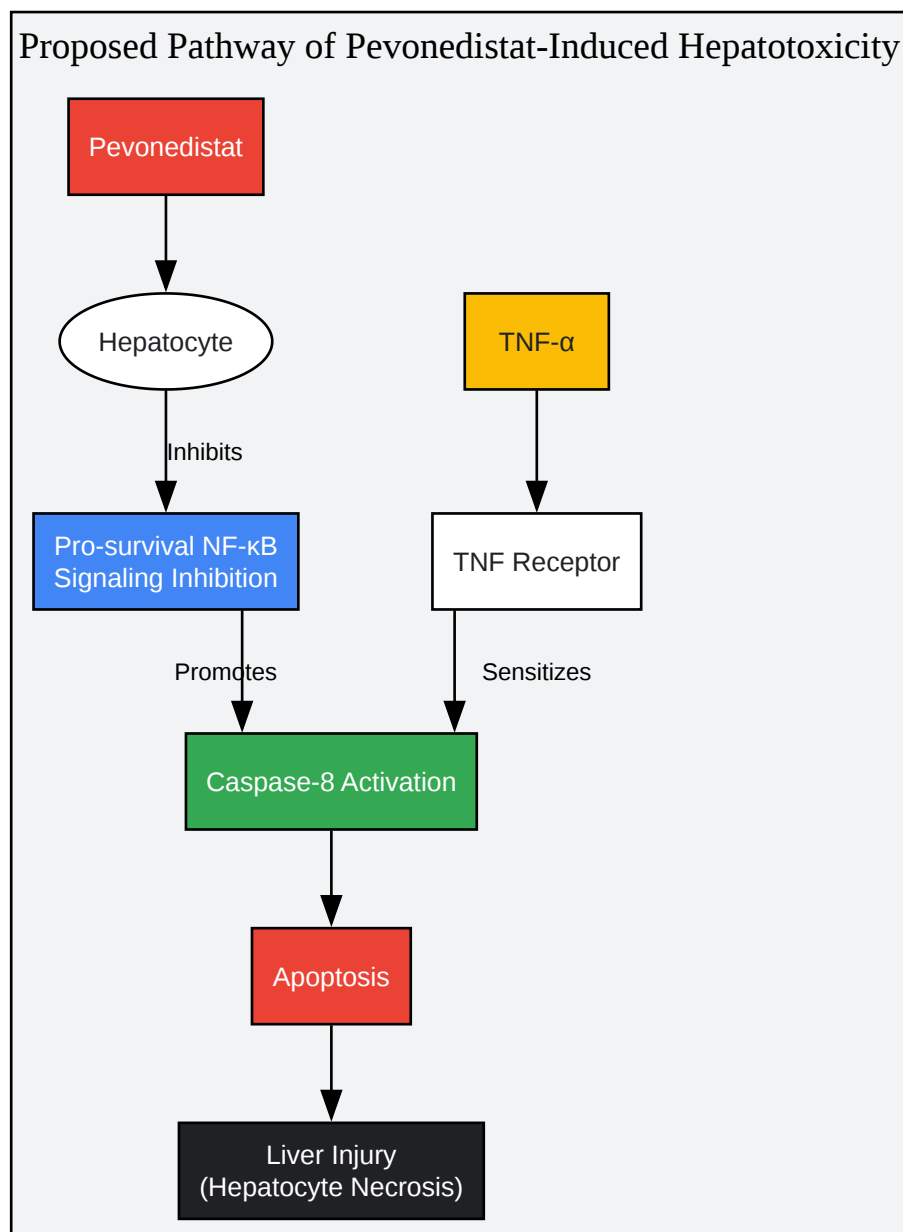 Proposed Pathway of Pevonedistat-Induced Hepatotoxicity
Pevonedistat
Hepatocyte
TNF-α
Inhibits
Pro-survival NF-κB
Signaling Inhibition
TNF Receptor
Promotes
Sensitizes
Caspase-8 Activation
Apoptosis
Liver Injury
(Hepatocyte Necrosis)